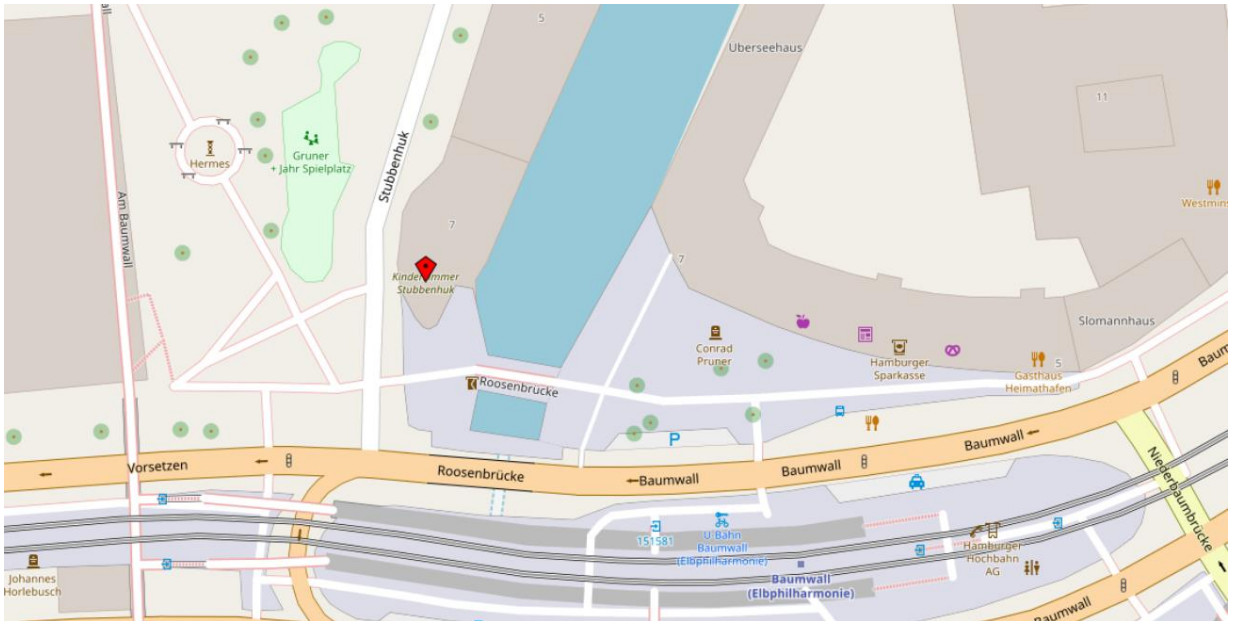 5
Uberseehaus
11
Hermes
Gruner
+ Jahr Spielplatz
Stubbenhuk
Am Baumwall
7
Stubbenhuk
7
Westmins
Conrad
Pruner
Hamburger
Sparkasse
Slomannhaus
5
Gasthaus
Heimathafen
Roosenbrücke
Baumwall
Baumwall
Baumwall
Vorsetzen
Roosenbrücke
Niederbaumbrücke
P
151581
U Bahn
Baumwall
(Elbphilharmonie)
Baumwall
(Elbphilharmonie)
Hamburger
Hochbahn
AG
Johannes
Horlebusch
Baumwall